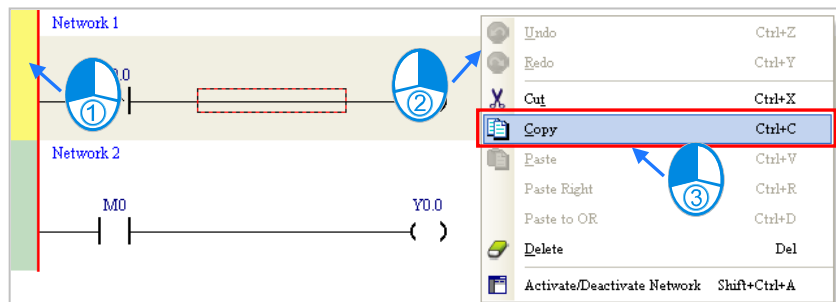 Network 1
.0
①
②
Undo Ctrl+Z
Redo Ctrl+Y
Cut Ctrl+X
Copy Ctrl+C
Paste Ctrl+V
Paste Right Ctrl+R
Paste to OR Ctrl+D
Delete Del
Activate/Deactivate Network Shift+Ctrl+A
③
Network 2
M0 Y0.0